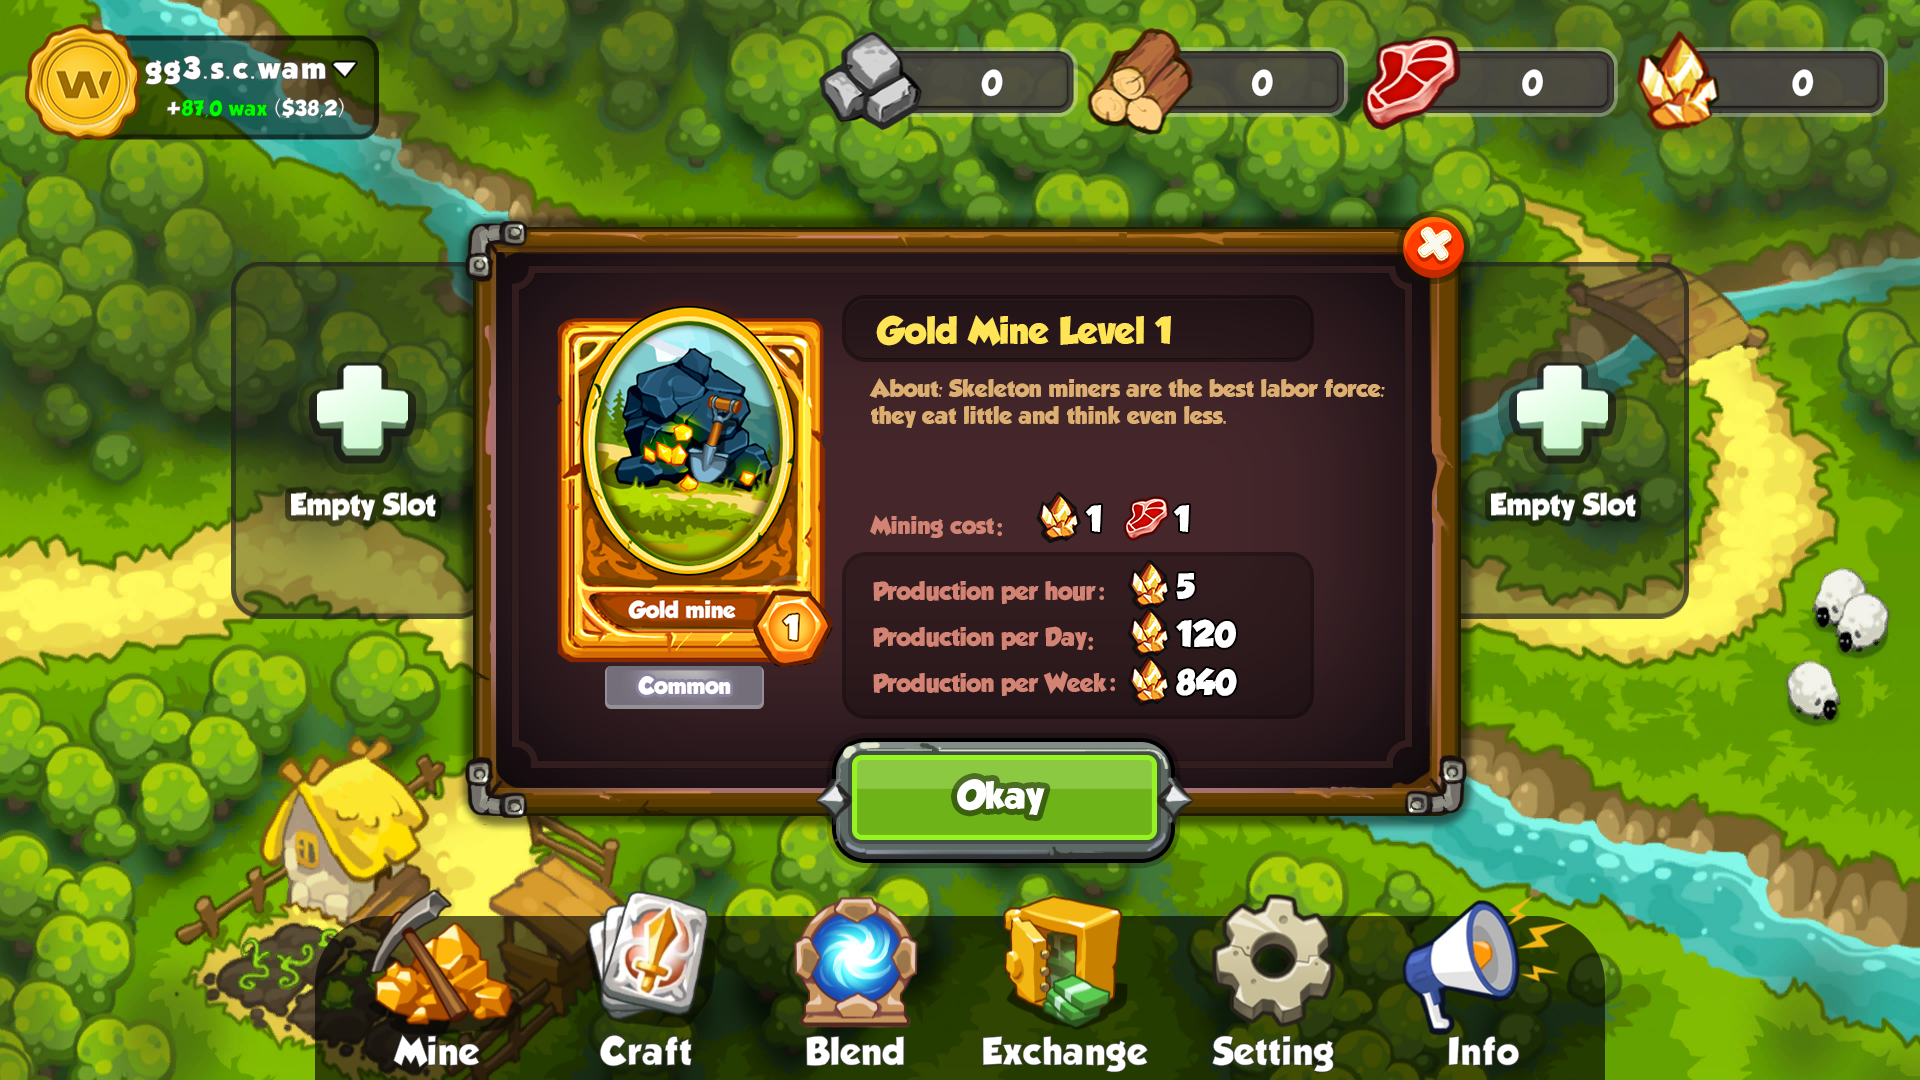 W
gg3.s.c.wam
+87,0 wax ($38,2)
0
0
0
0
Gold Mine Level 1
About: Skeleton miners are the best labor force:
they eat little and think even less.
Empty Slot
Empty Slot
Mining cost: 1 1
Production per hour: 5
Production per Day: 120
Production per Week: 840
Gold mine
1
Common
Okay
Mine
Craft
Blend
Exchange
Setting
Info